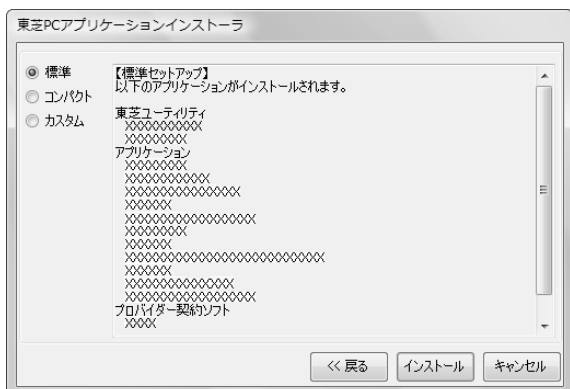 東芝PCアプリケーションインストーラ
標準
コンパクト
カスタム
【標準セットアップ】
以下のアプリケーションがインストールされます。
東芝ユーティリティ
XXXXXXXXXXX
XXXXXXXXX
アプリケーション
XXXXXXXXX
XXXXXXXXXXXX
XXXXXXXXXXXXXXXX
XXXXXX
XXXXXXXXXXXXXXXXXX
XXXXXXXXX
XXXXXX
XXXXXXXXXXXXXXXXXXXXXXXXXXXX
XXXXXX
XXXXXXXXXXXXXXX
XXXXXXXXXXXXXXXXXX
プロバイダー契約ソフト
XXXX
<< 戻る
インストール
キャンセル